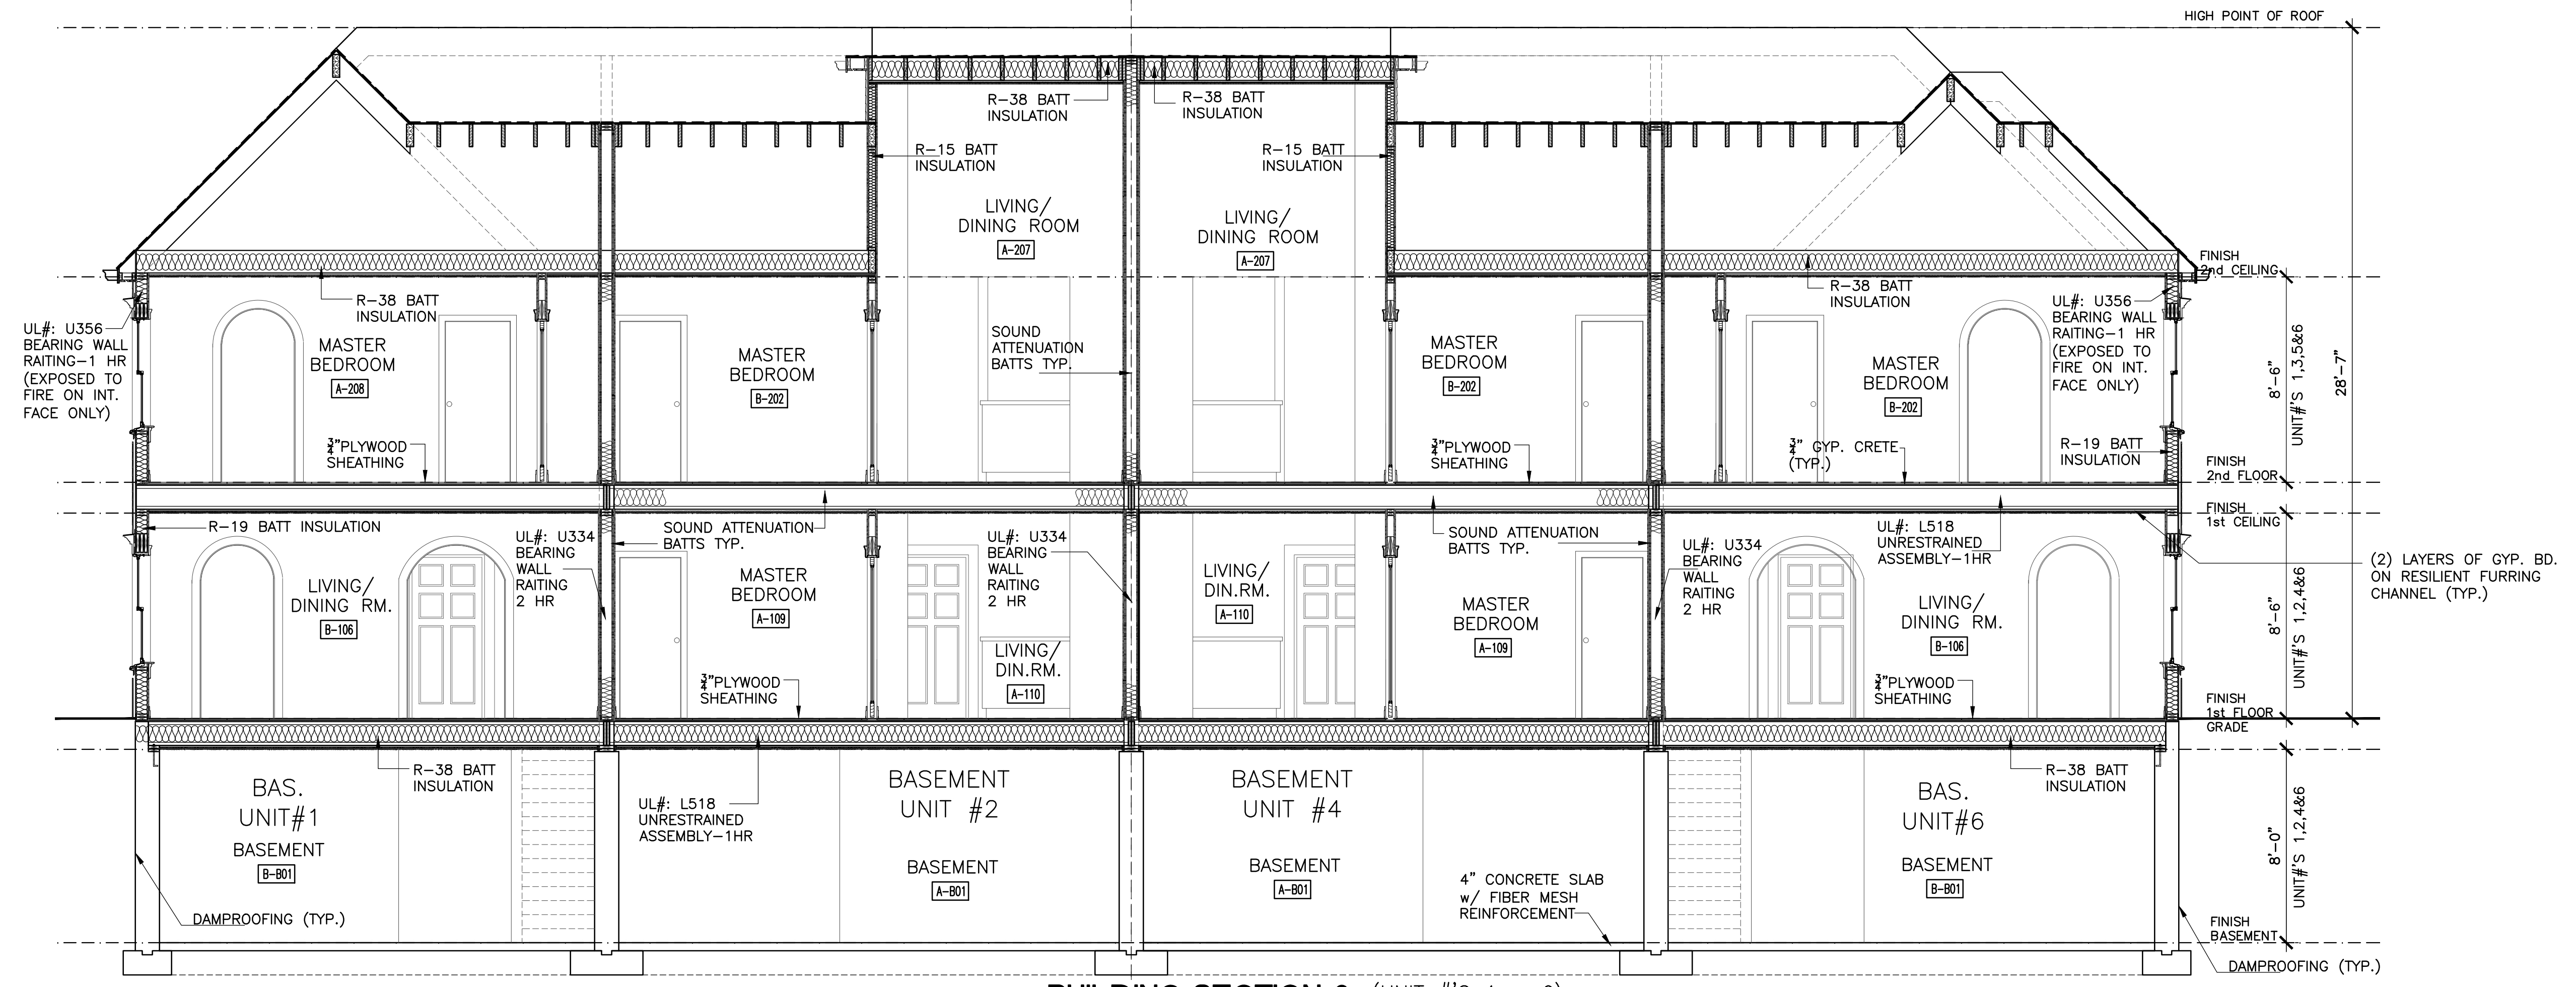 HIGH POINT OF ROOF
R-38 BATT
INSULATION
R-38 BATT
INSULATION
R-15 BATT
INSULATION
R-15 BATT
INSULATION
LIVING/
DINING ROOM
A-207
LIVING/
DINING ROOM
A-207
FINISH
2nd CEILING
R-38 BATT
INSULATION
R-38 BATT
INSULATION
UL#: U356
BEARING WALL
RAITING-1 HR
(EXPOSED TO
FIRE ON INT.
FACE ONLY)
MASTER
BEDROOM
A-208
MASTER
BEDROOM
B-202
SOUND
ATTENUATION
BATTS TYP.
MASTER
BEDROOM
B-202
MASTER
BEDROOM
B-202
UL#: U356
BEARING WALL
RAITING-1 HR
(EXPOSED TO
FIRE ON INT.
FACE ONLY)
8'-6"
UNIT#'S 1,3,5&6
28'-7"
3/4"PLYWOOD
SHEATHING
3/4"PLYWOOD
SHEATHING
3/4" GYP. CRETE
(TYP.)
R-19 BATT
INSULATION
FINISH
2nd FLOOR
R-19 BATT INSULATION
UL#: U334
BEARING
WALL
RAITING
2 HR
SOUND ATTENUATION
BATTS TYP.
UL#: U334
BEARING
WALL
RAITING
2 HR
SOUND ATTENUATION
BATTS TYP.
UL#: U334
BEARING
WALL
RAITING
2 HR
UL#: L518
UNRESTRAINED
ASSEMBLY-1HR
FINISH
1st CEILING
(2) LAYERS OF GYP. BD.
ON RESILIENT FURRING
CHANNEL (TYP.)
LIVING/
DINING RM.
B-106
MASTER
BEDROOM
A-109
LIVING/
DIN.RM.
A-110
LIVING/
DIN.RM.
A-110
MASTER
BEDROOM
A-109
LIVING/
DINING RM.
B-106
8'-6"
UNIT#'S 1,2,4&6
3/4"PLYWOOD
SHEATHING
3/4"PLYWOOD
SHEATHING
FINISH
1st FLOOR
GRADE
R-38 BATT
INSULATION
UL#: L518
UNRESTRAINED
ASSEMBLY-1HR
R-38 BATT
INSULATION
BAS.
UNIT#1
BASEMENT
B-B01
BASEMENT
UNIT #2
BASEMENT
A-B01
BASEMENT
UNIT #4
BASEMENT
A-B01
BAS.
UNIT#6
BASEMENT
B-B01
8'-0"
UNIT#'S 1,2,4&6
4" CONCRETE SLAB
w/ FIBER MESH
REINFORCEMENT
DAMPROOFING (TYP.)
FINISH
BASEMENT
DAMPROOFING (TYP.)
BUILDING SECTION